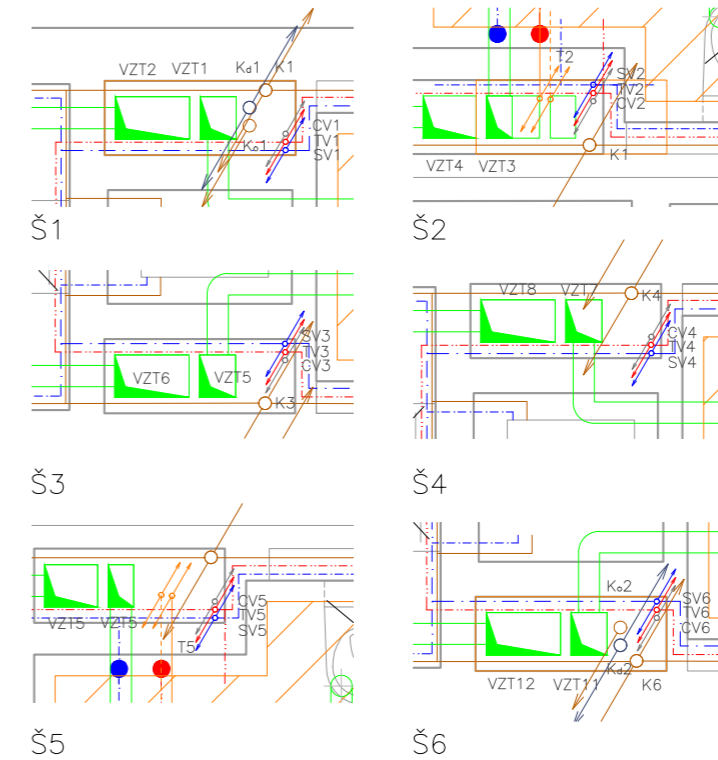 VZT2 VZT1 Kd1 K1
CV1
TV1
Ko1 SV1
Š1
T2
SV2
TV2
CV2
VZT4 VZT3 K1
Š2
SV3
TV3
CV3
VZT6 VZT5
K3
Š3
VZT8 VZT7
K4
CV4
TV4
SV4
Š4
CV5
TV5
SV5
VZT5 VZT5
T5
Š5
Ko2
SV6
TV6
CV6
Kd2
VZT12 VZT11 K6
Š6